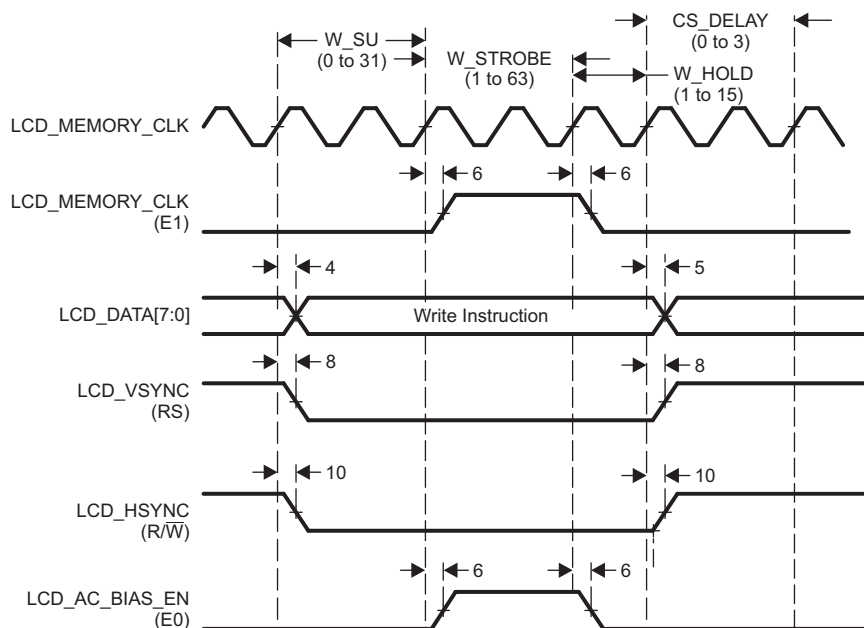 CS_DELAY
(0 to 3)
W_SU
(0 to 31)
W_STROBE
(1 to 63)
W_HOLD
(1 to 15)
LCD_MEMORY_CLK
6
6
LCD_MEMORY_CLK
(E1)
4
5
LCD_DATA[7:0]
Write Instruction
8
8
LCD_VSYNC
(RS)
10
10
LCD_HSYNC
(R/W̅)
6
6
LCD_AC_BIAS_EN
(E0)